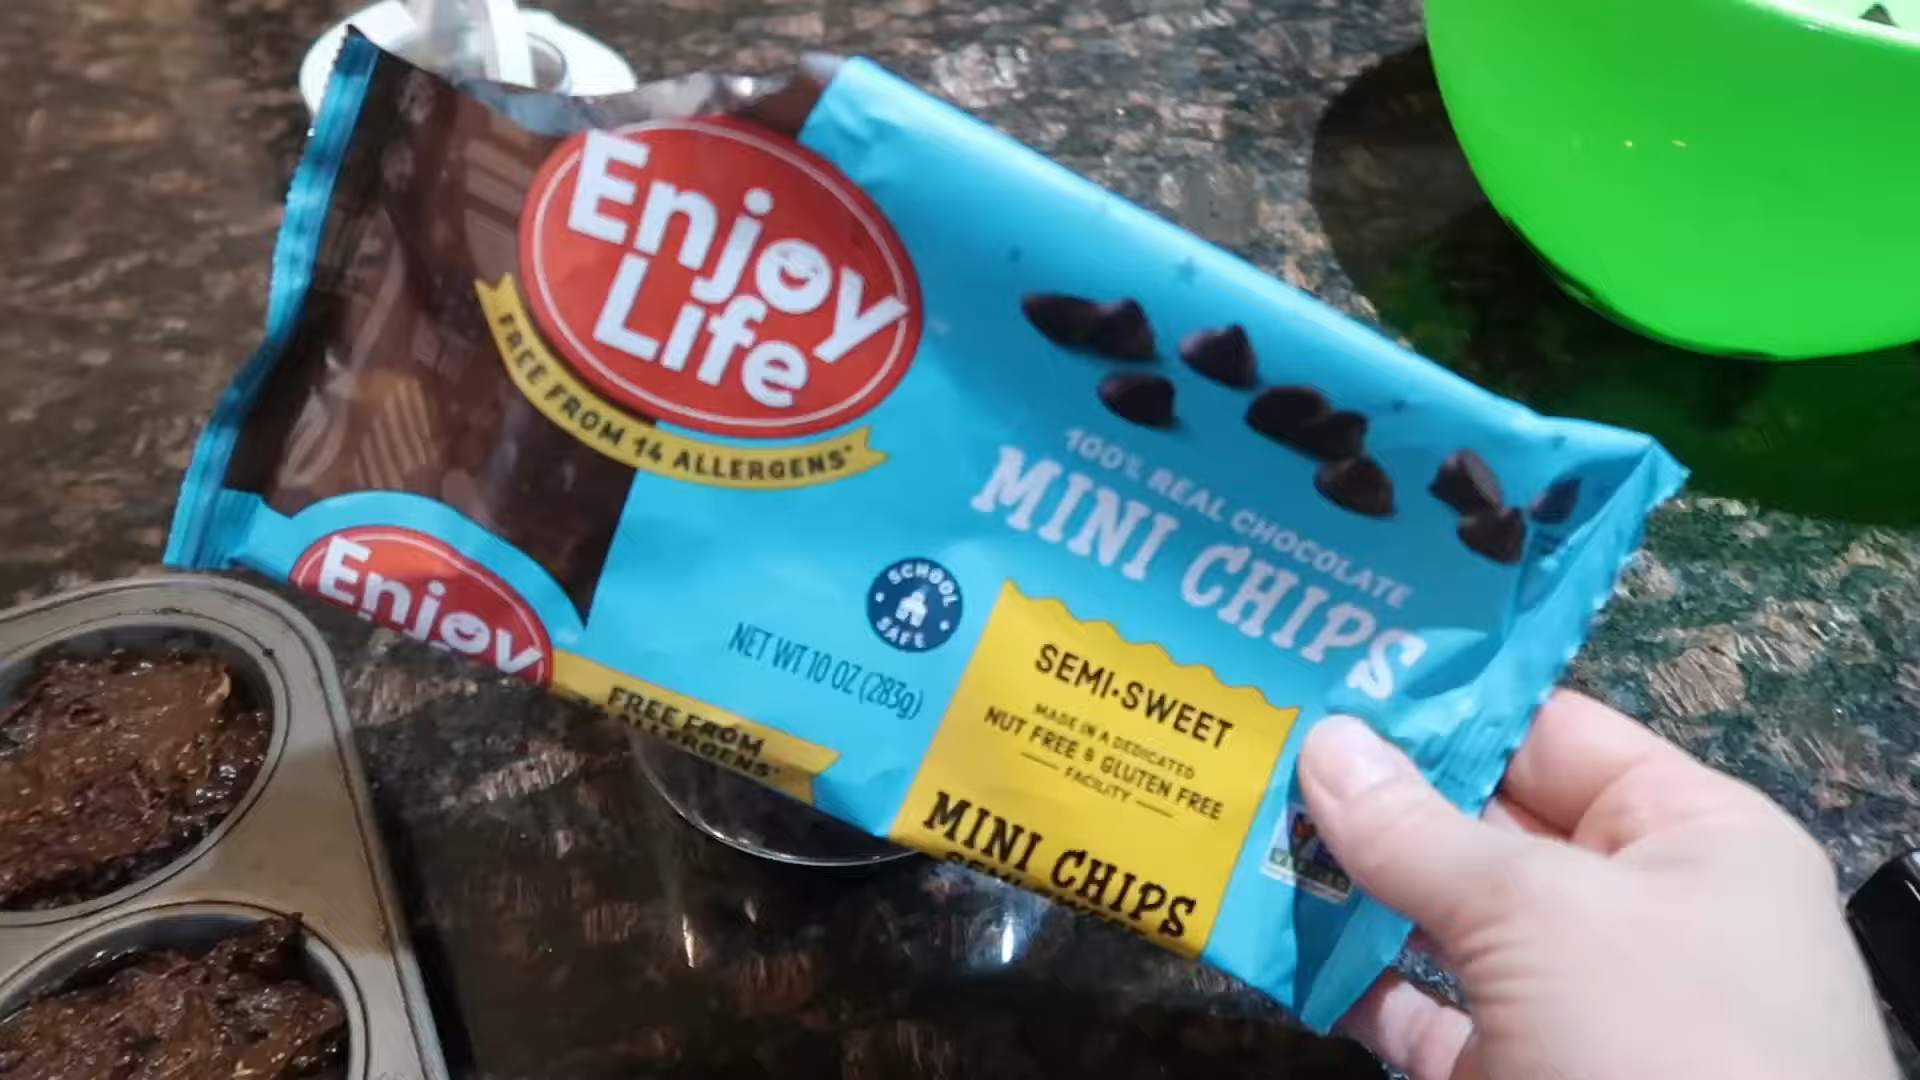 Enjoy
Life
FREE FROM 14 ALLERGENS*
100% REAL CHOCOLATE
MINI CHIPS
SCHOOL
SAFE
NET WT 10 OZ (283g)
SEMI·SWEET
MADE IN A DEDICATED
NUT FREE & GLUTEN FREE
FACILITY
MINI CHIPS
Enjoy
FREE FROM
ALLERGENS*